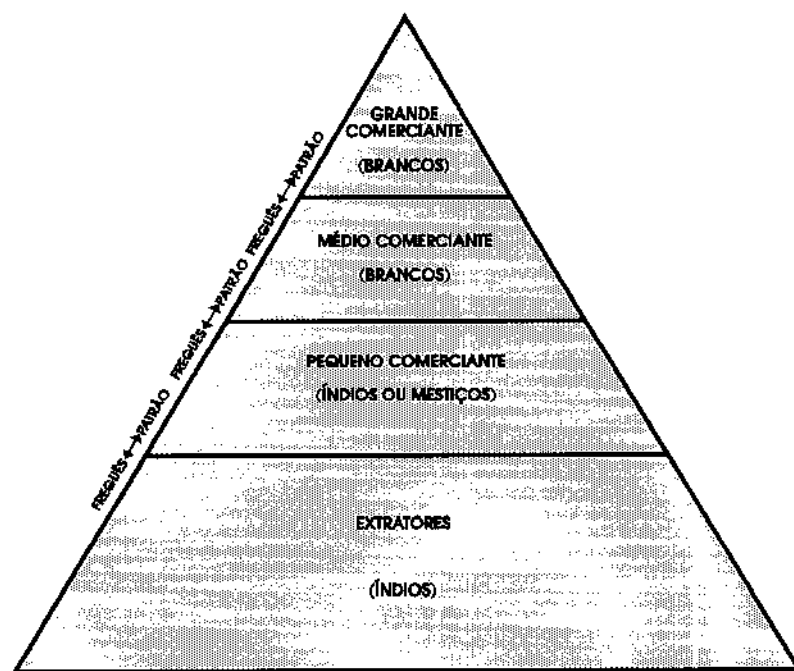 GRANDE
COMERCIANTE
(BRANCOS)
MÉDIO COMERCIANTE
(BRANCOS)
PEQUENO COMERCIANTE
(ÍNDIOS OU MESTIÇOS)
EXTRATORES
(ÍNDIOS)
FREGUÊS ↔ PATRÃO FREGUÊS ↔ PATRÃO FREGUÊS ↔ PATRÃO